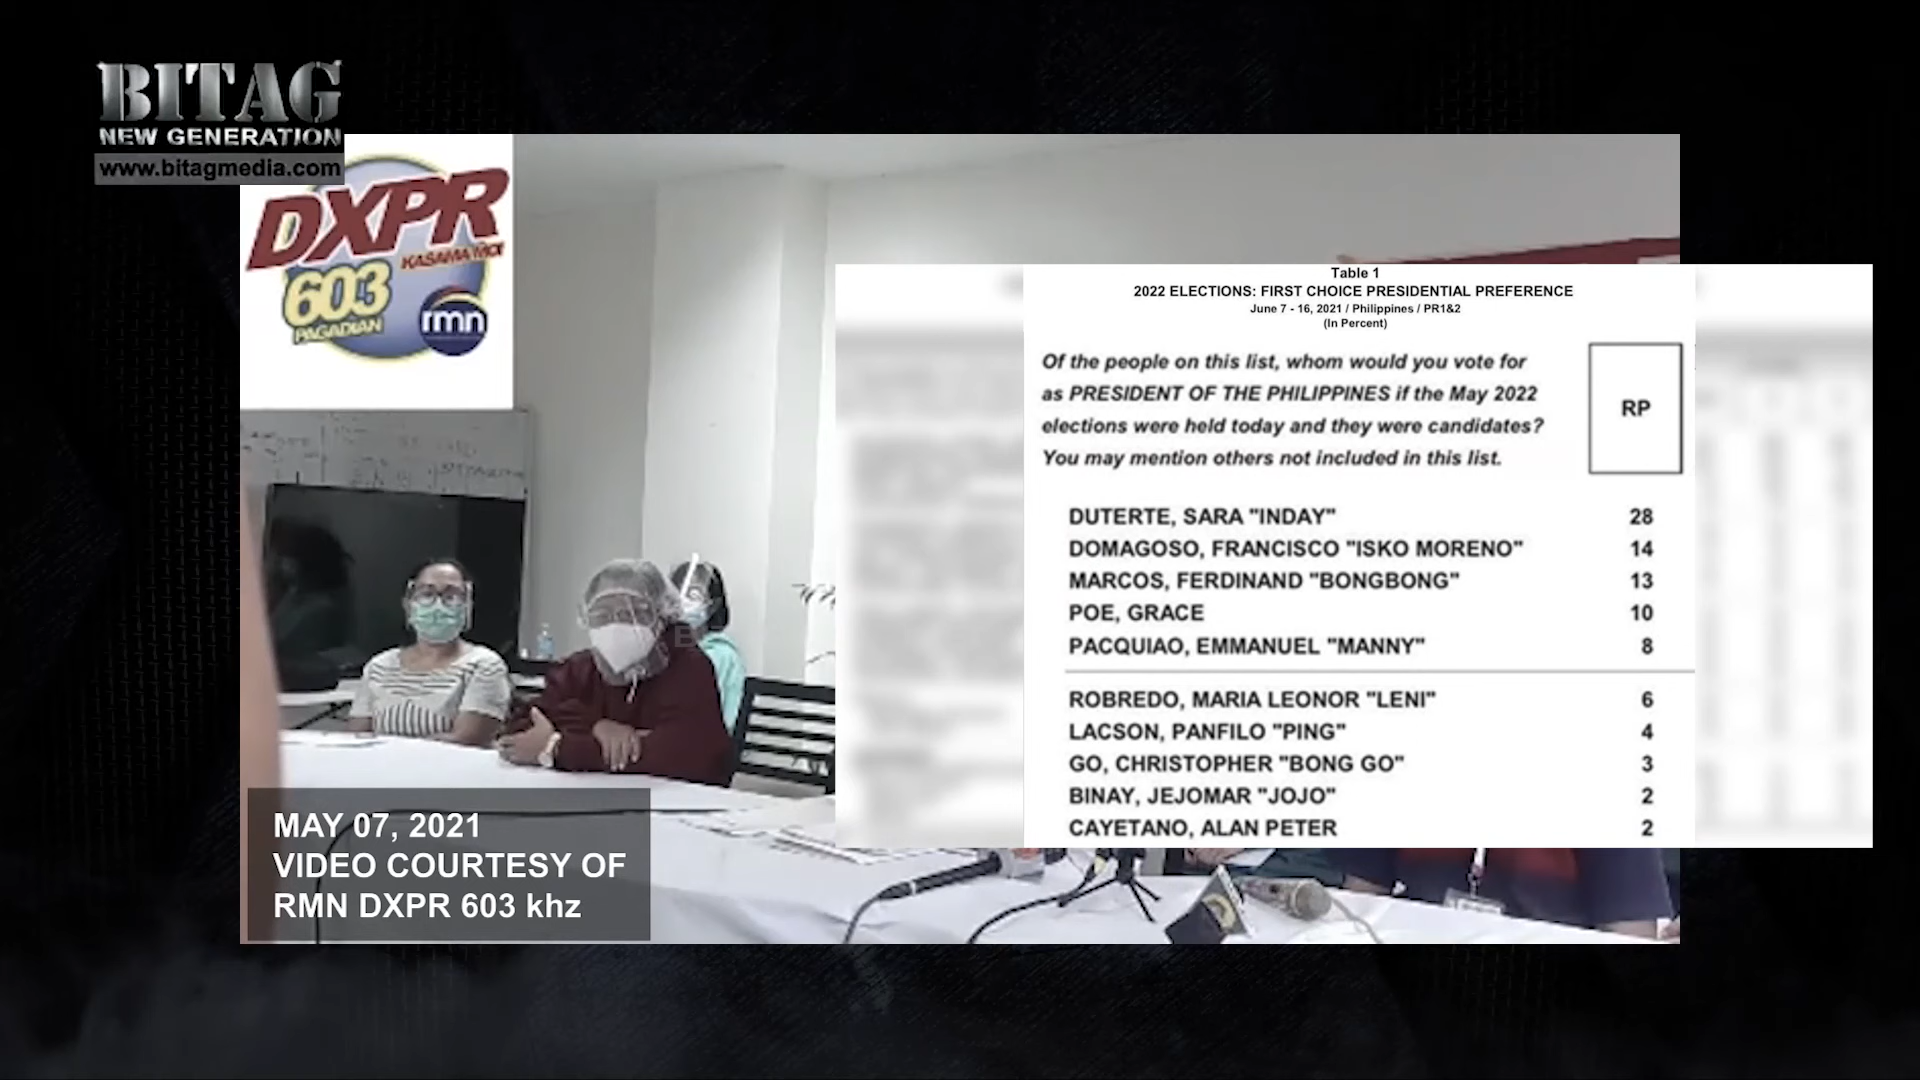 BITAG
NEW GENERATION
www.bitagmedia.com
DXPR
KASAMA MO!
603
PAGADIAN
rmn
Table 1
2022 ELECTIONS: FIRST CHOICE PRESIDENTIAL PREFERENCE
June 7 - 16, 2021 / Philippines / PR1&2
(In Percent)
Of the people on this list, whom would you vote for
as PRESIDENT OF THE PHILIPPINES if the May 2022
elections were held today and they were candidates?
You may mention others not included in this list.
RP
DUTERTE, SARA "INDAY" 28
DOMAGOSO, FRANCISCO "ISKO MORENO" 14
MARCOS, FERDINAND "BONGBONG" 13
POE, GRACE 10
PACQUIAO, EMMANUEL "MANNY" 8
ROBREDO, MARIA LEONOR "LENI" 6
LACSON, PANFILO "PING" 4
GO, CHRISTOPHER "BONG GO" 3
BINAY, JEJOMAR "JOJO" 2
CAYETANO, ALAN PETER 2
MAY 07, 2021
VIDEO COURTESY OF
RMN DXPR 603 khz